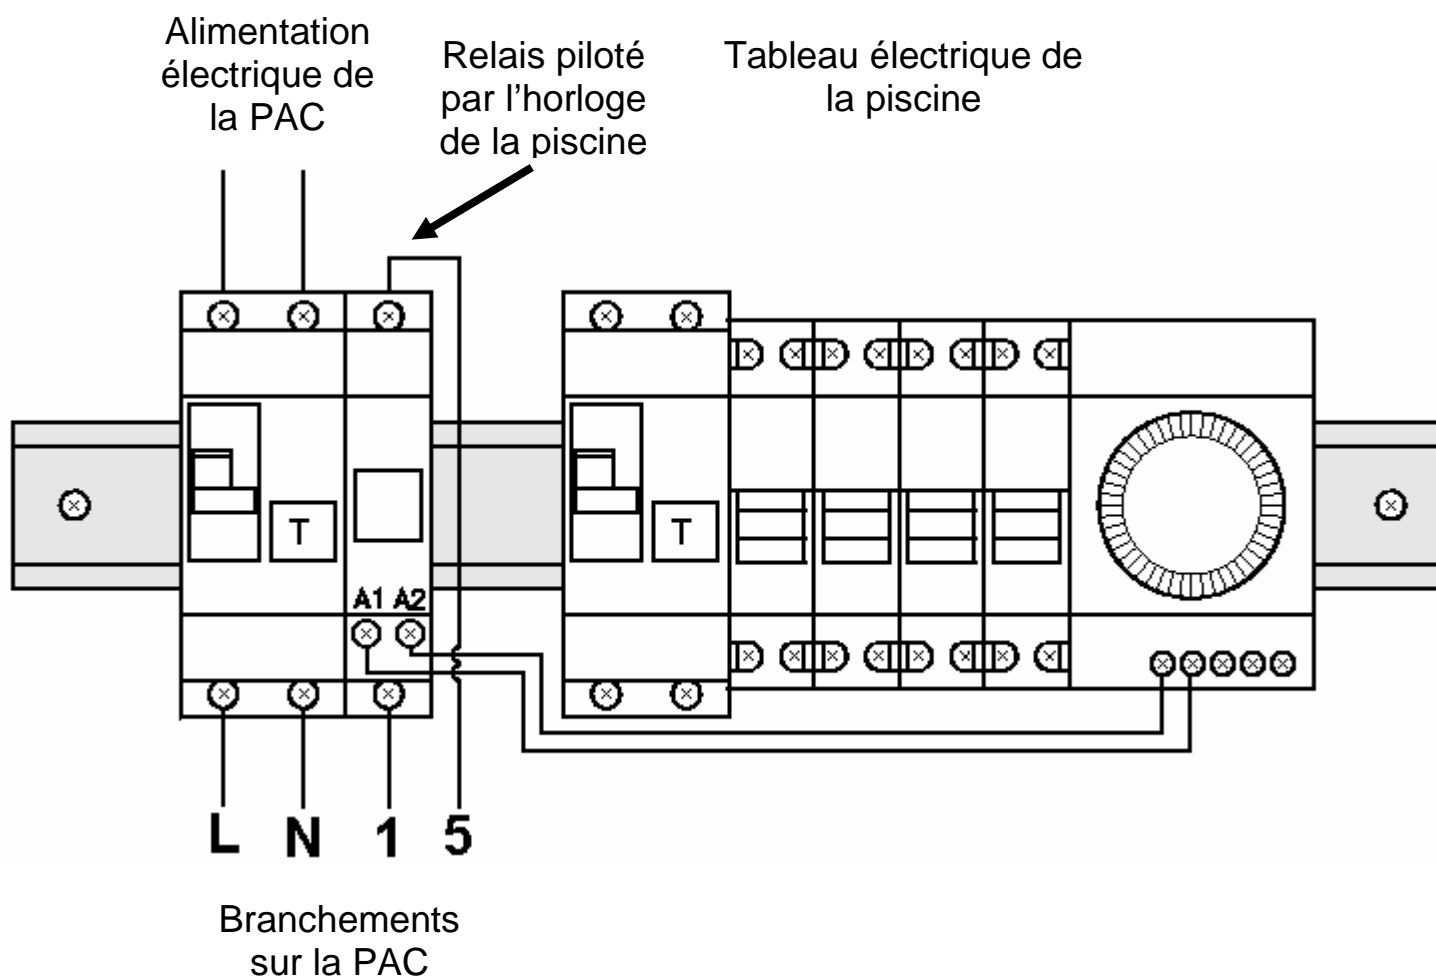 Alimentation
électrique de
la PAC
Relais piloté
par l’horloge
de la piscine
Tableau électrique de
la piscine
T
T
A1 A2
L N 1 5
Branchements
sur la PAC